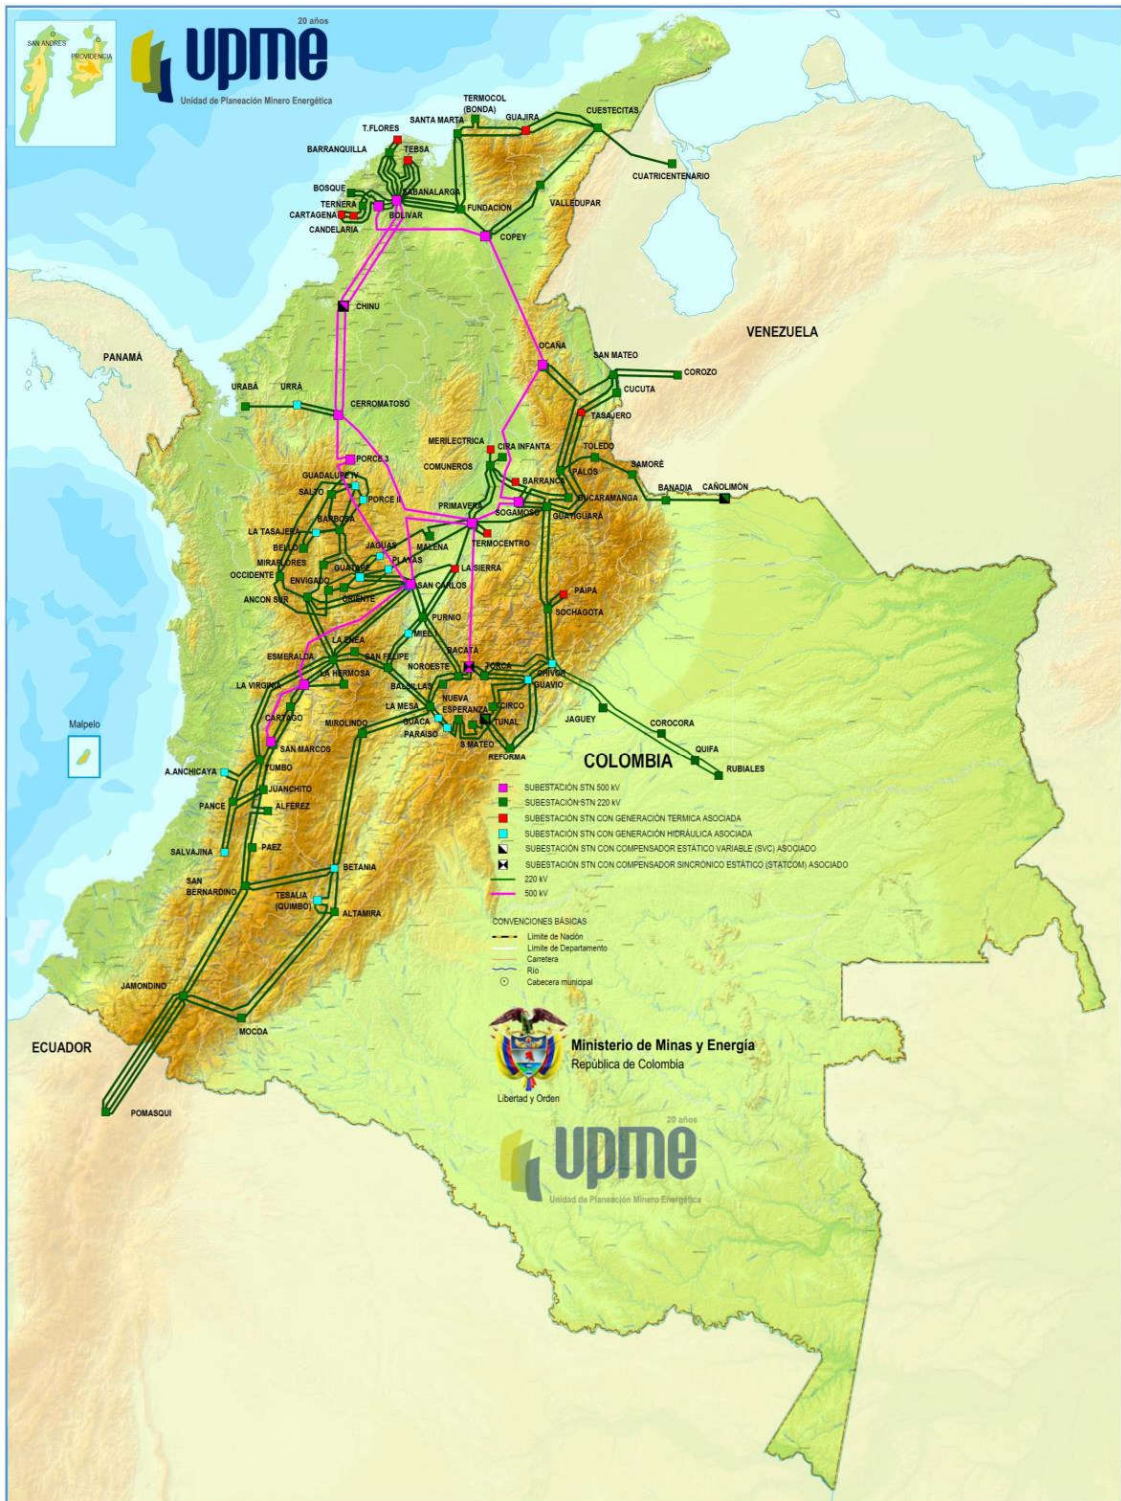 20 años
upme
Unidad de Planeación Minero Energética
SAN ANDRES
PROVIDENCIA
TERMOCOL
(BONDA)
CUESTECITAS
GUAJIRA
SANTA MARTA
T.FLORES
BARRANQUILLA
TEBSA
CUATRICENTENARIO
BOSQUE
SABANALARGA
TERNERA
VALLEDUPAR
CARTAGENA
BOLIVAR
FUNDACIÓN
CANDELARIA
COPEY
CHINU
VENEZUELA
PANAMÁ
OCAÑA
SAN MATEO
COROZO
URABÁ
URRÁ
CUCUTA
CERROMATOSO
TASAJERO
MERILECTRICA
CIRA INFANTA
TOLEDO
PORCE 3
COMUNEROS
SAMORÉ
GUADALUPE IV
PALOS
BARRANCA
BANADIA
CAÑOLIMÓN
SALTO
PORCE II
BUCARAMANGA
PRIMAVERA
SOGAMOSO
GUATIGUARÁ
BARBOSA
LA TASAJERA
TERMOCENTRO
BELLO
JAGUAS
MALENA
MIRAFLORES
PLAYAS
GUATAPE
LA SIERRA
OCCIDENTE
ENVIGADO
SAN CARLOS
PAIPA
ANCON SUR
ORIENTE
SOCHAGOTA
PURNIO
MIEL
LA ENEA
BACATÁ
ESMERALDA
SAN FELIPE
NOROESTE
TORCA
CHIVOR
LA HERMOSA
GUAVIO
LA VIRGINIA
BALSILLAS
NUEVA
ESPERANZA
CIRCO
LA MESA
CARTAGO
GUACA
TUNAL
JAGUEY
MIROLINDO
PARAISO
S.MATEO
COROCORA
Malpelo
SAN MARCOS
REFORMA
COLOMBIA
QUIFA
YUMBO
RUBIALES
A.ANCHICAYA
JUANCHITO
PANCE
ALFÉREZ
SUBESTACIÓN STN 500 kV
SUBESTACIÓN STN 220 kV
SUBESTACIÓN STN CON GENERACIÓN TERMICA ASOCIADA
SUBESTACIÓN STN CON GENERACIÓN HIDRÁULICA ASOCIADA
SUBESTACIÓN STN CON COMPENSADOR ESTÁTICO VARIABLE (SVC) ASOCIADO
SUBESTACIÓN STN CON COMPENSADOR SINCRÓNICO ESTÁTICO (STATCOM) ASOCIADO
220 kV
500 kV
SALVAJINA
PAEZ
BETANIA
SAN
BERNARDINO
TESALIA
(QUIMBO)
ALTAMIRA
CONVENCIONES BÁSICAS
Límite de Nación
Límite de Departamento
Carretera
Río
Cabecera municipal
JAMONDINO
MOCOA
ECUADOR
POMASQUI
Ministerio de Minas y Energía
República de Colombia
Libertad y Orden
20 años
upme
Unidad de Planeación Minero Energética